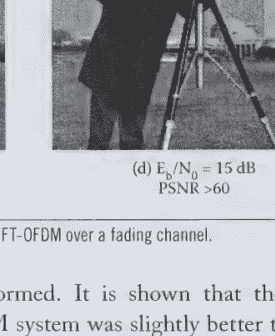 (d) E_b/N_0 = 15 dB
PSNR >60
FT-OFDM over a fading channel.
ormed. It is shown that the
M system was slightly better t